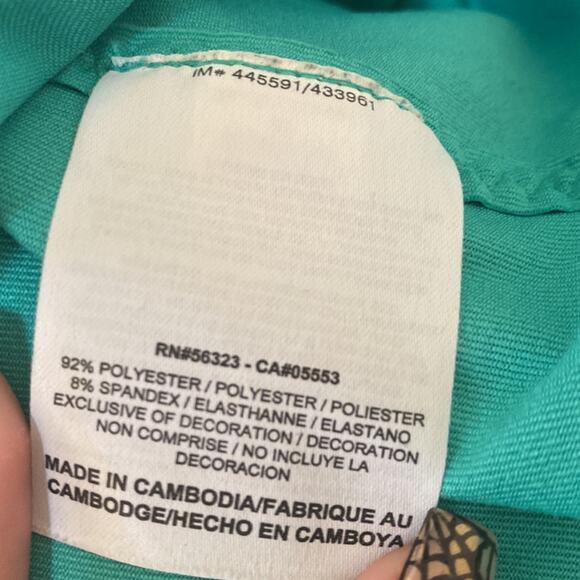 IM# 445591/433961
RN#56323 - CA#05553
92% POLYESTER / POLYESTER / POLIESTER
8% SPANDEX / ELASTHANNE / ELASTANO
EXCLUSIVE OF DECORATION / DECORATION
NON COMPRISE / NO INCLUYE LA
DECORACION
MADE IN CAMBODIA/FABRIQUE AU
CAMBODGE/HECHO EN CAMBOYA